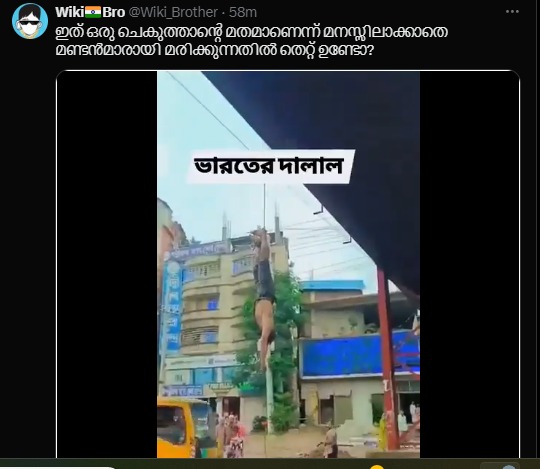 Wiki🇮🇳Bro @Wiki_Brother · 58m
ഇത് ഒരു ചെകുത്താന്റെ മതമാണെന്ന് മനസ്സിലാക്കാതെ
മണ്ടൻമാരായി മരിക്കുന്നതിൽ തെറ്റ് ഉണ്ടോ?
ভারতের দালাল